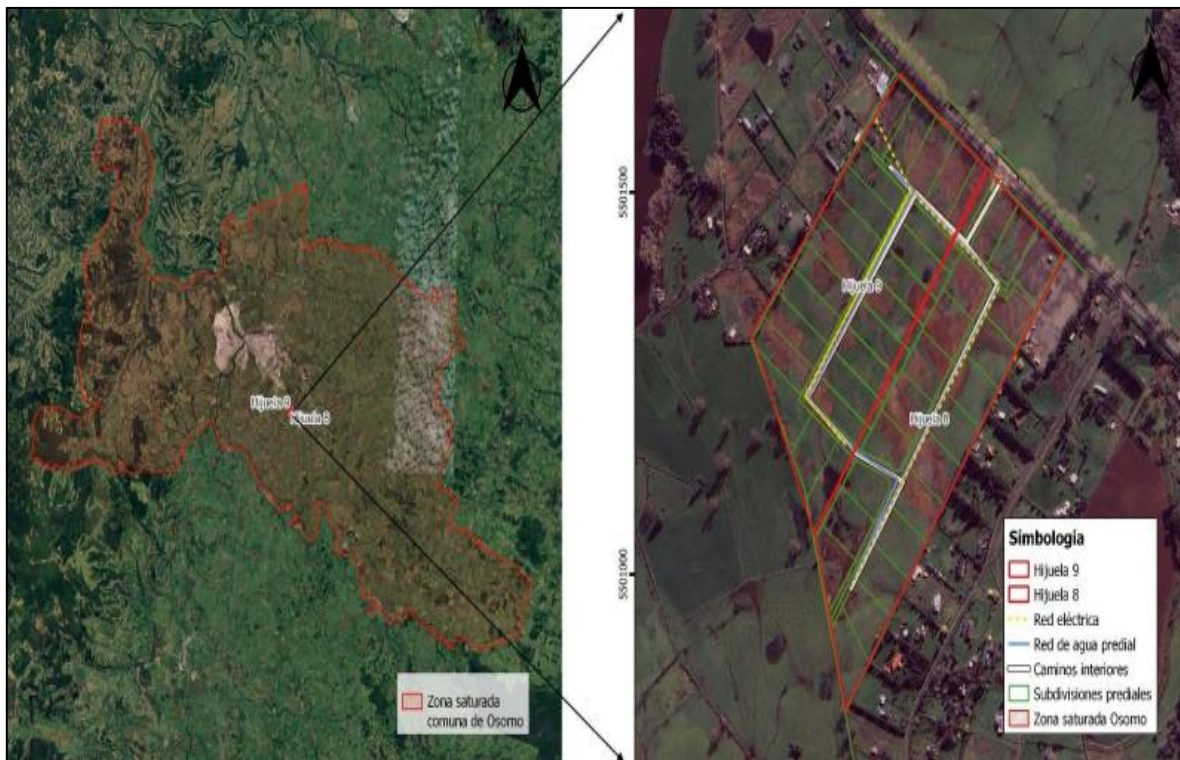 Hijuela 9
Hijuela 8
Zona saturada
comuna de Osorno
5501500
5501000
Hijuela 9
Hijuela 8
Simbología
Hijuela 9
Hijuela 8
Red eléctrica
Red de agua predial
Caminos interiores
Subdivisiones prediales
Zona saturada Osorno